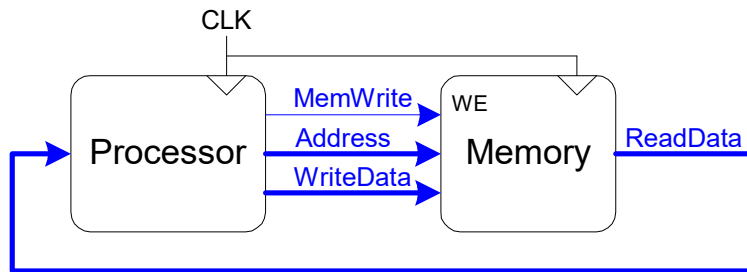 CLK
MemWrite
WE
Processor
Address
Memory
ReadData
WriteData